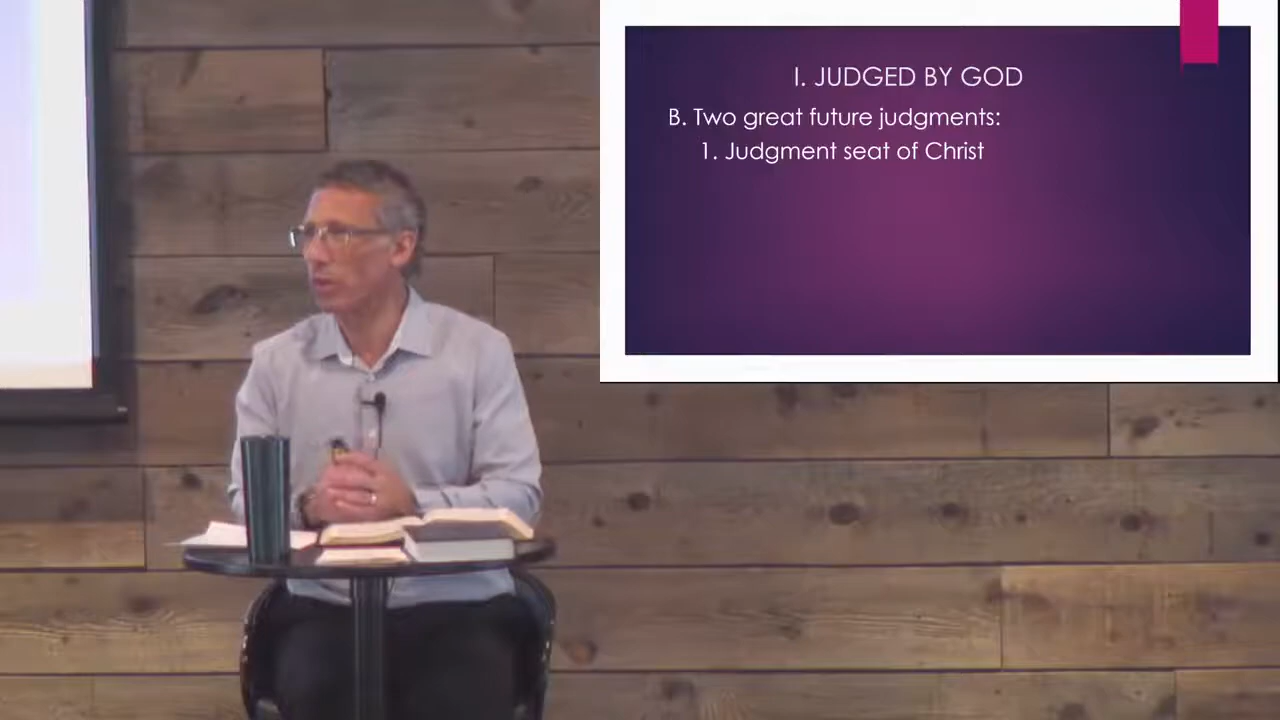 I. JUDGED BY GOD
B. Two great future judgments:
1. Judgment seat of Christ